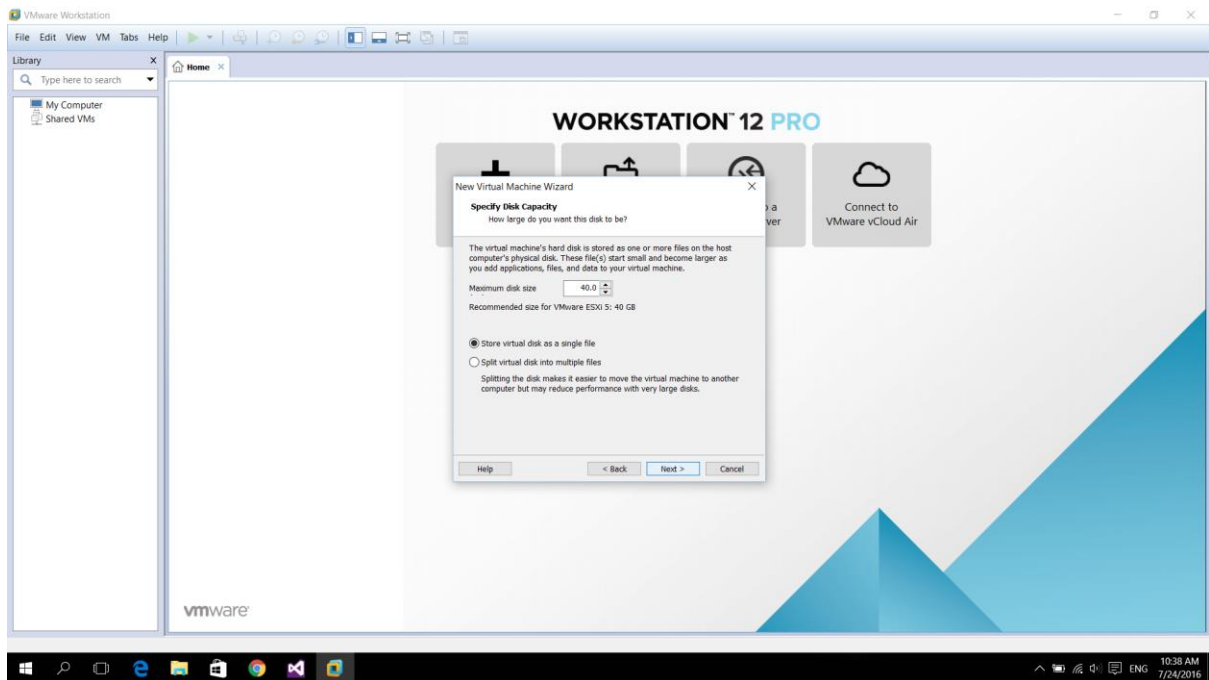 VMware Workstation
File Edit View VM Tabs Help
Library x
Home ×
Type here to search
My Computer
Shared VMs
WORKSTATION™ 12 PRO
Connect to
VMware vCloud Air
o a
ver
New Virtual Machine Wizard
Specify Disk Capacity
How large do you want this disk to be?
The virtual machine's hard disk is stored as one or more files on the host
computer's physical disk. These file(s) start small and become larger as
you add applications, files, and data to your virtual machine.
Maximum disk size 40.0
Recommended size for VMware ESXi 5: 40 GB
Store virtual disk as a single file
Split virtual disk into multiple files
Splitting the disk makes it easier to move the virtual machine to another
computer but may reduce performance with very large disks.
Help < Back Next > Cancel
vmware
ENG
10:38 AM
7/24/2016